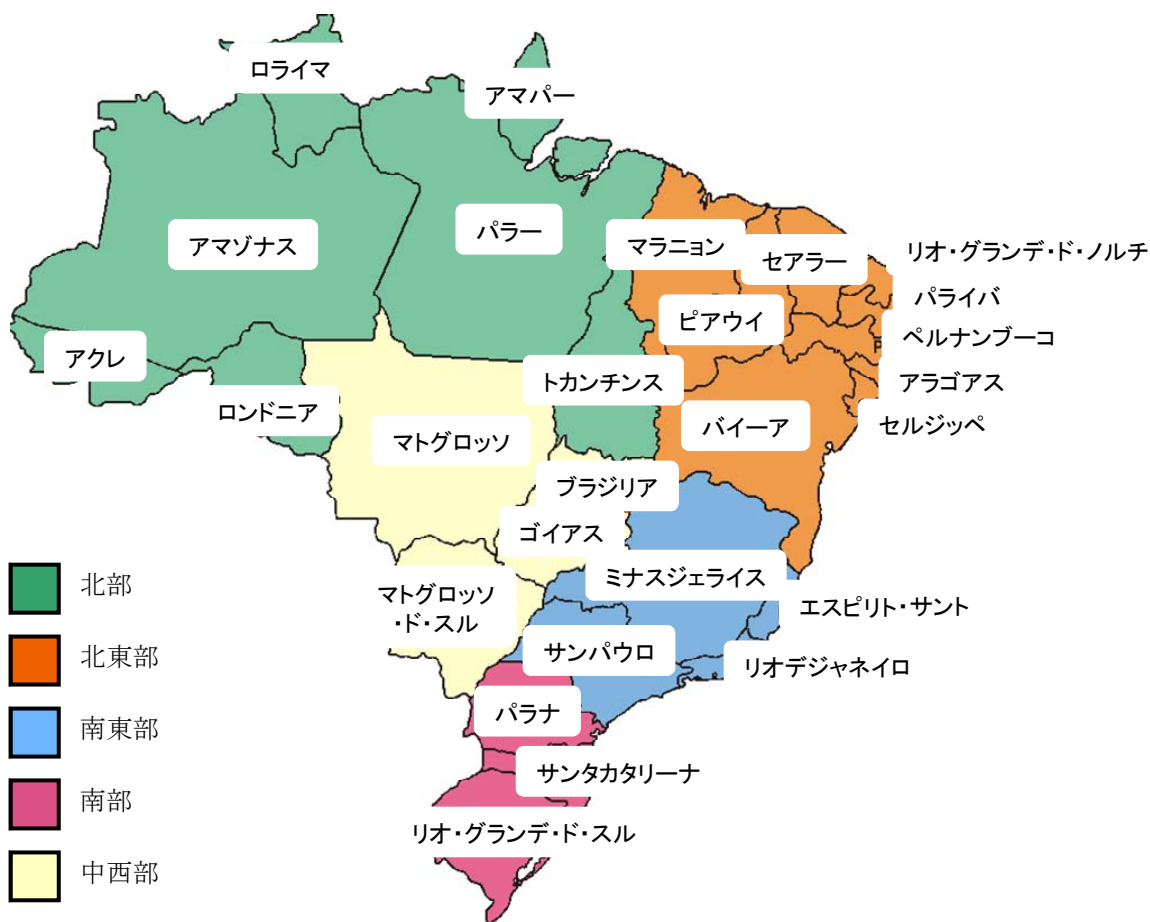 ロライマ
アマパー
アマゾナス
パラー
マラニョン
セアラー
リオ・グランデ・ド・ノルチ
パライバ
ピアウイ
ペルナンブーコ
アクレ
トカンチンス
アラゴアス
ロンドニア
マトグロッソ
バイーア
セルジッペ
ブラジリア
ゴイアス
ミナスジェライス
マトグロッソ
・ド・スル
エスピリト・サント
サンパウロ
リオデジャネイロ
パラナ
サンタカタリーナ
リオ・グランデ・ド・スル
北部
北東部
南東部
南部
中西部